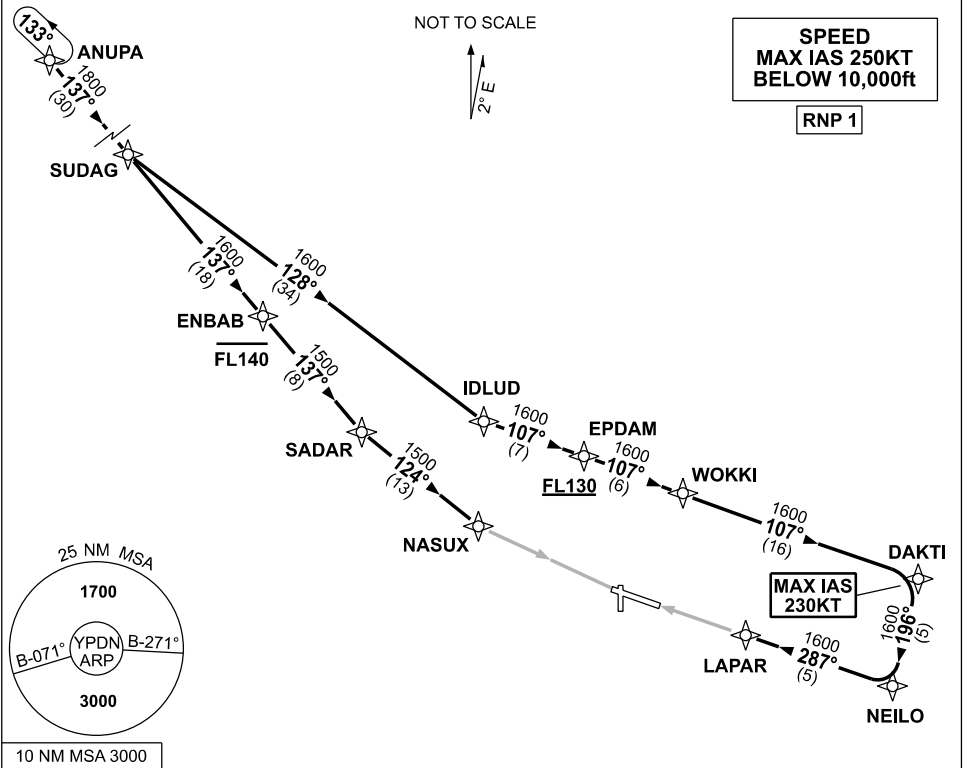 NOT TO SCALE
2° E
SPEED
MAX IAS 250KT
BELOW 10,000ft
RNP 1
133°
ANUPA
1800
137°
(30)
SUDAG
1600
137°
(18)
1600
128°
(34)
ENBAB
FL140
1500
137°
(8)
SADAR
1500
124°
(13)
NASUX
IDLUD
1600
107°
(7)
EPDAM
FL130
1600
107°
(6)
WOKKI
1600
107°
(16)
DAKTI
MAX IAS
230KT
1600
196°
(5)
NEILO
1600
287°
(5)
LAPAR
25 NM MSA
1700
B-071°
YPDN
ARP
B-271°
3000
10 NM MSA 3000